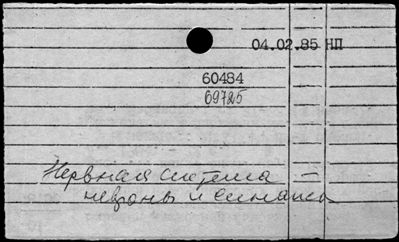 04.02.85 НП
60484
69725
Нервная система –
нейроны и синапсы